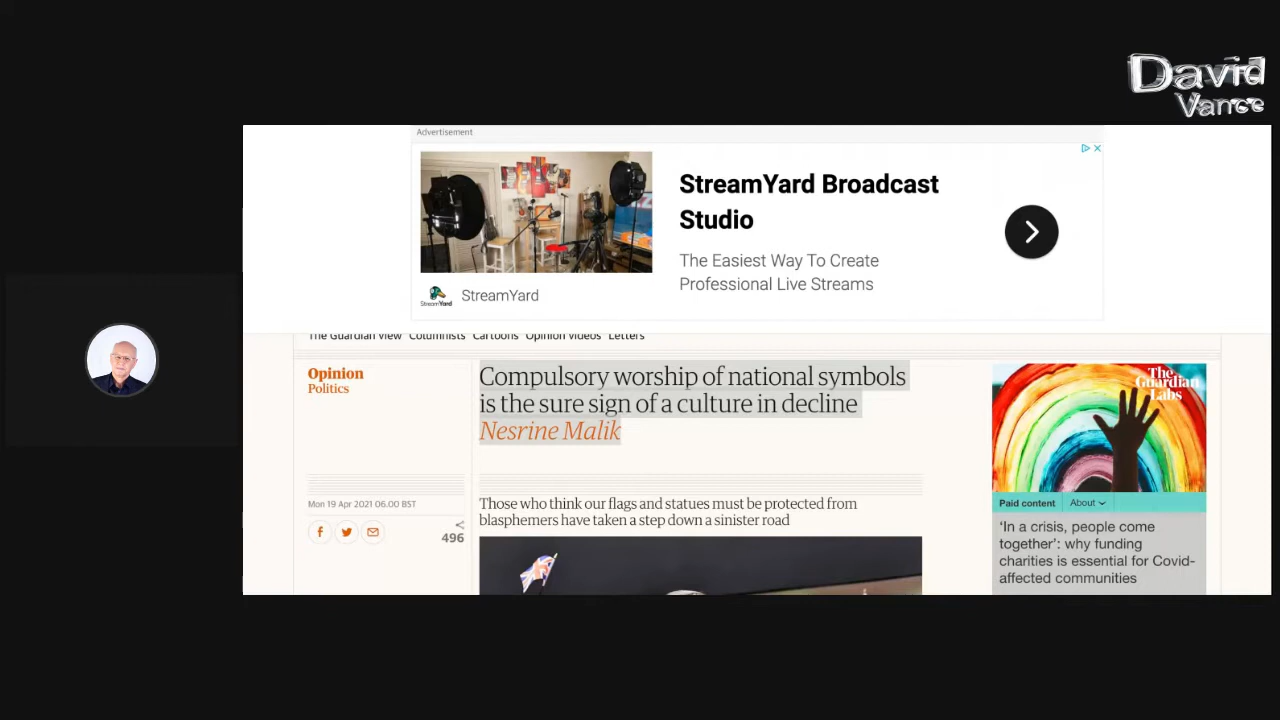 David
Vance
Advertisement
StreamYard Broadcast
Studio
The Easiest Way To Create
Professional Live Streams
StreamYard
StreamYard
The Guardian view Columnists Cartoons Opinion videos Letters
Opinion
Politics
Compulsory worship of national symbols
is the sure sign of a culture in decline
Nesrine Malik
Mon 19 Apr 2021 06.00 BST
496
Those who think our flags and statues must be protected from
blasphemers have taken a step down a sinister road
The
Guardian
Labs
Paid content
About
‘In a crisis, people come
together’: why funding
charities is essential for Covid-
affected communities